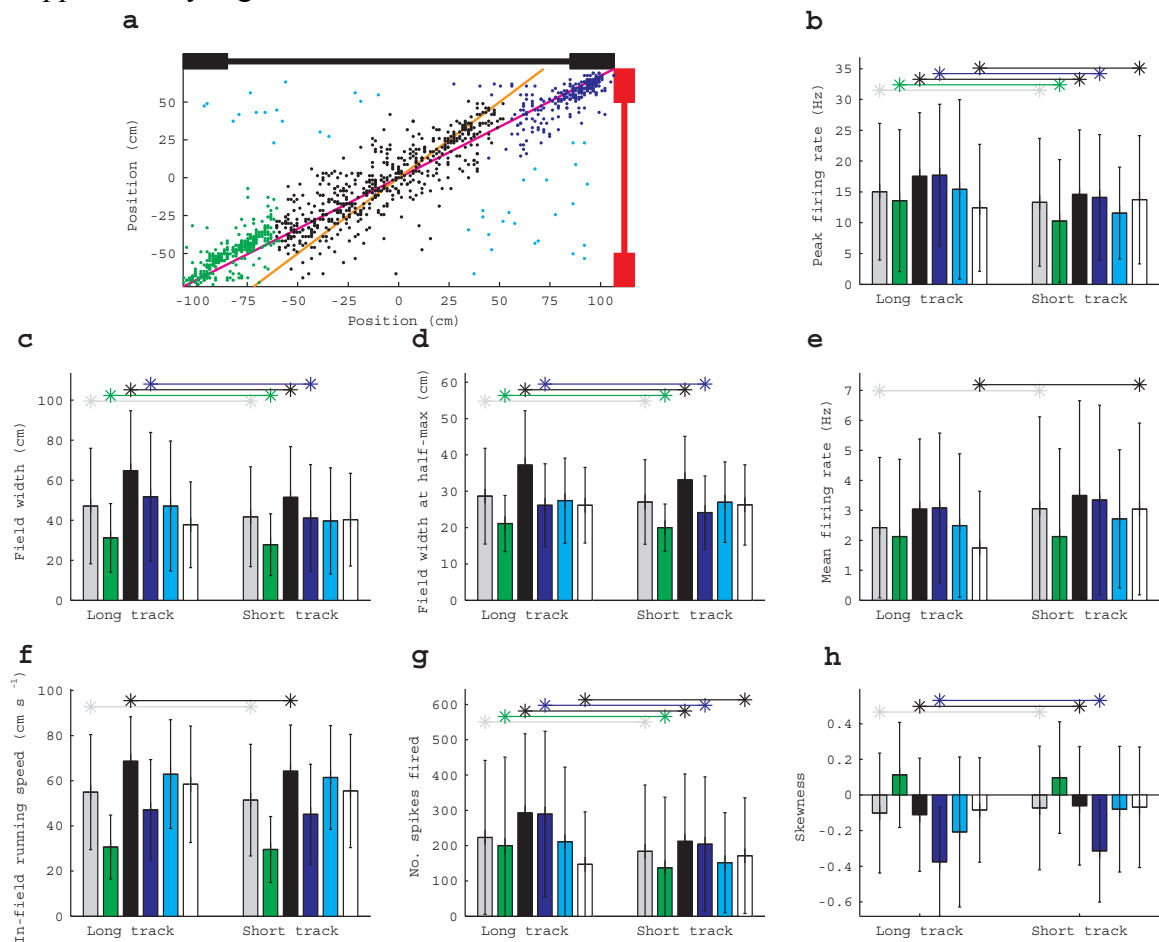 a
Position (cm)
50
25
0
-25
-50
-100
-75
-50
-25
0
25
50
75
100
Position (cm)
b
Peak firing rate (Hz)
35
30
25
20
15
10
5
0
Long track
Short track
c
Field width (cm)
100
80
60
40
20
0
Long track
Short track
d
Field width at half-max (cm)
60
50
40
30
20
10
0
Long track
Short track
e
Mean firing rate (Hz)
7
6
5
4
3
2
1
0
Long track
Short track
f
In-field running speed (cm s -1)
100
80
60
40
20
0
Long track
Short track
g
No. spikes fired
600
500
400
300
200
100
0
Long track
Short track
h
Skewness
0.4
0.2
0
-0.2
-0.4
-0.6
Long track
Short track